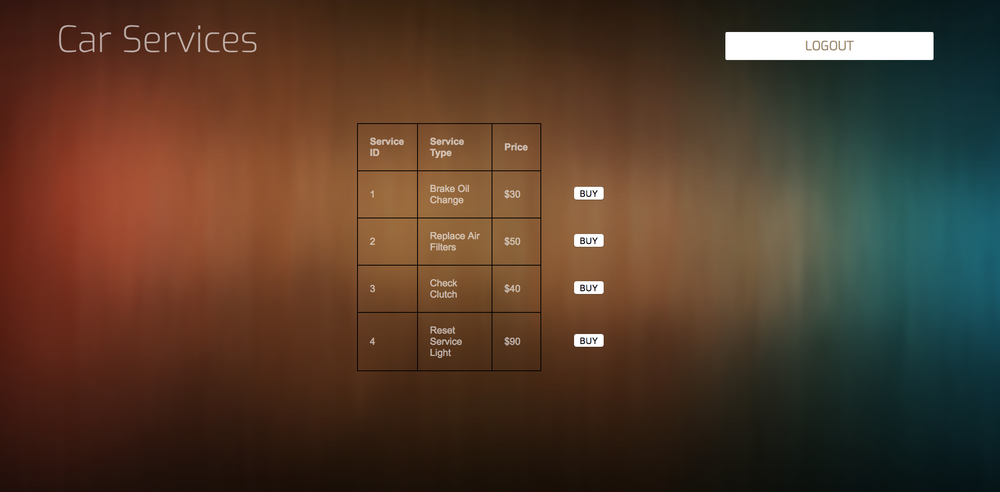 Car Services
LOGOUT
Service
ID
Service
Type
Price
1
Brake Oil
Change
$30
BUY
2
Replace Air
Filters
$50
BUY
3
Check
Clutch
$40
BUY
4
Reset
Service
Light
$90
BUY